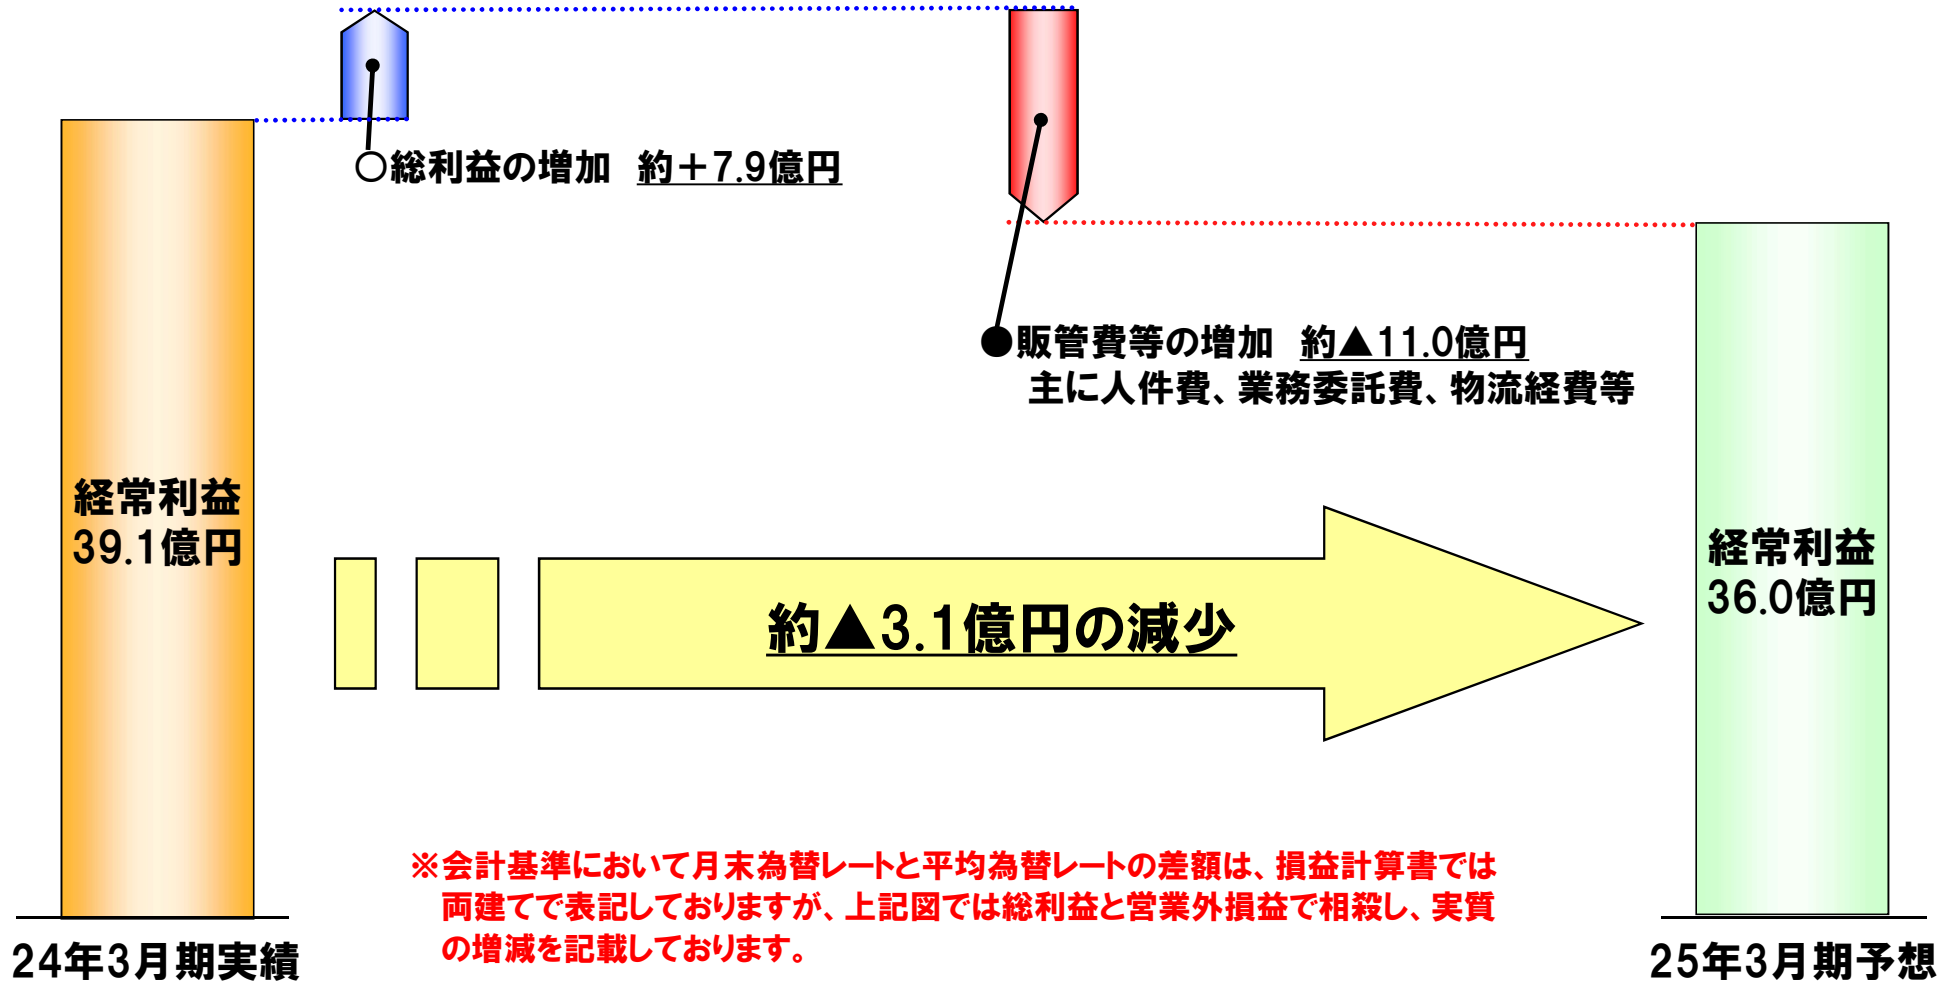 ○総利益の増加　約＋7.9億円
●販管費等の増加　約▲11.0億円
主に人件費、業務委託費、物流経費等
経常利益
39.1億円
約▲3.1億円の減少
経常利益
36.0億円
※会計基準において月末為替レートと平均為替レートの差額は、損益計算書では
両建てで表記しておりますが、上記図では総利益と営業外損益で相殺し、実質
の増減を記載しております。
24年3月期実績
25年3月期予想